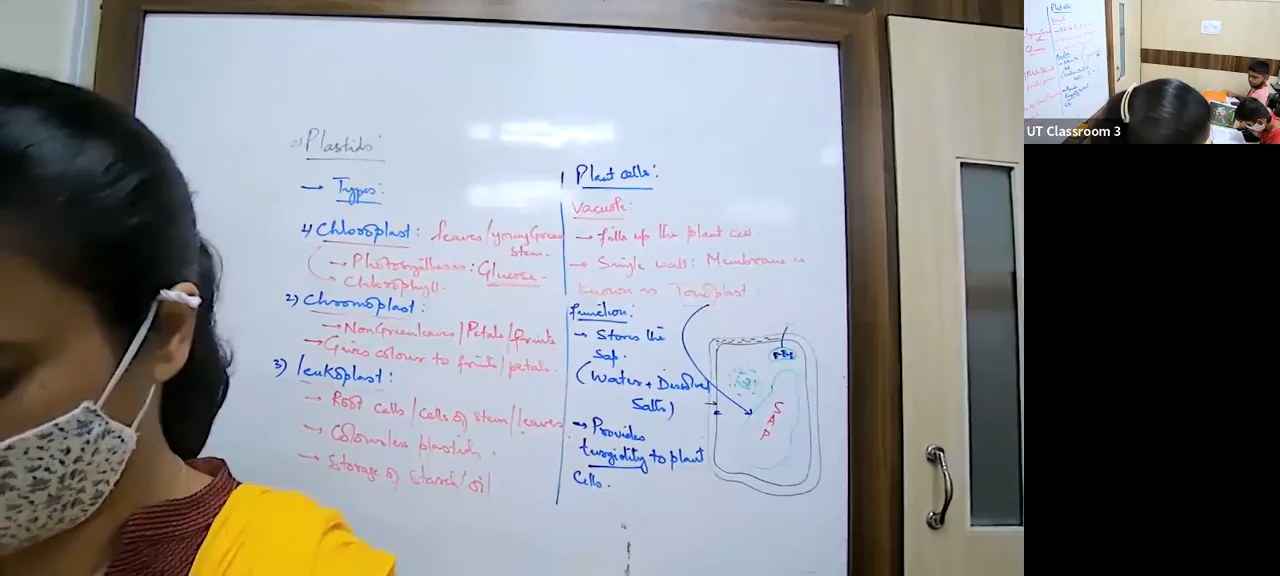 Plastids:
→ Types:
1) Chloroplast: leaves/young Green
stem.
→ Photosynthesis: Glucose.
→ Chlorophyll.
2) Chromoplast:
→ Non Green leaves/Petals/fruits
→ Gives colour to fruits/petals.
3) leukoplast:
→ Root cells/cells of stem/leaves
→ Colourless plastids.
→ Storage of starch/oil
Plant cells:
Vacuole:
→ fills up the plant cell
→ Single wall: Membrane is
known as Tonoplast.
function:
→ Stores the
Sap.
(Water + Dissolved
Salts)
→ Provides
turgidity to plant
Cells.
SAP
UT Classroom 3